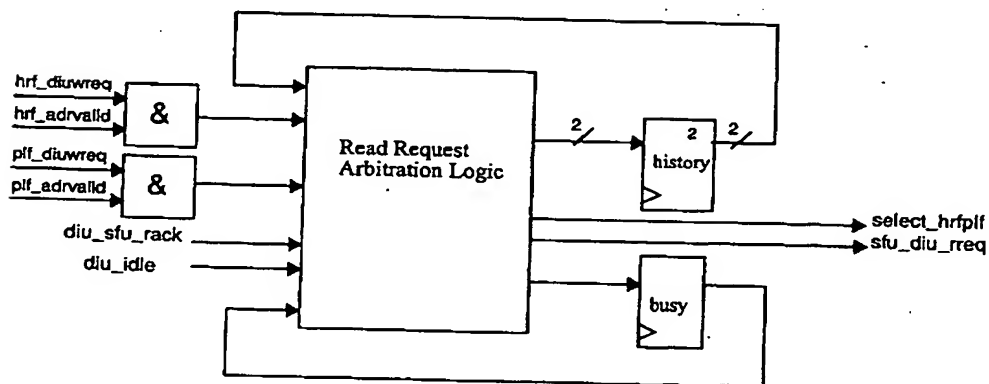 hrf_diuwreq
hrf_adrvalid
&
plf_diuwreq
plf_adrvalid
&
diu_sfu_rack
diu_idle
Read Request
Arbitration Logic
2
2
2
history
select_hrfplf
sfu_diu_rreq
busy